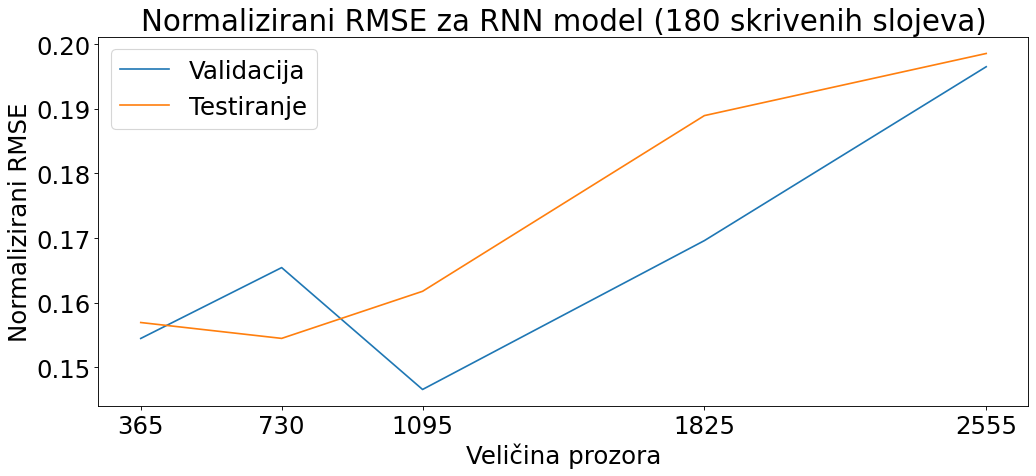 Normalizirani RMSE za RNN model (180 skrivenih slojeva)
Validacija
Testiranje
Normalizirani RMSE
0.20
0.19
0.18
0.17
0.16
0.15
365 730 1095 1825 2555
Veličina prozora